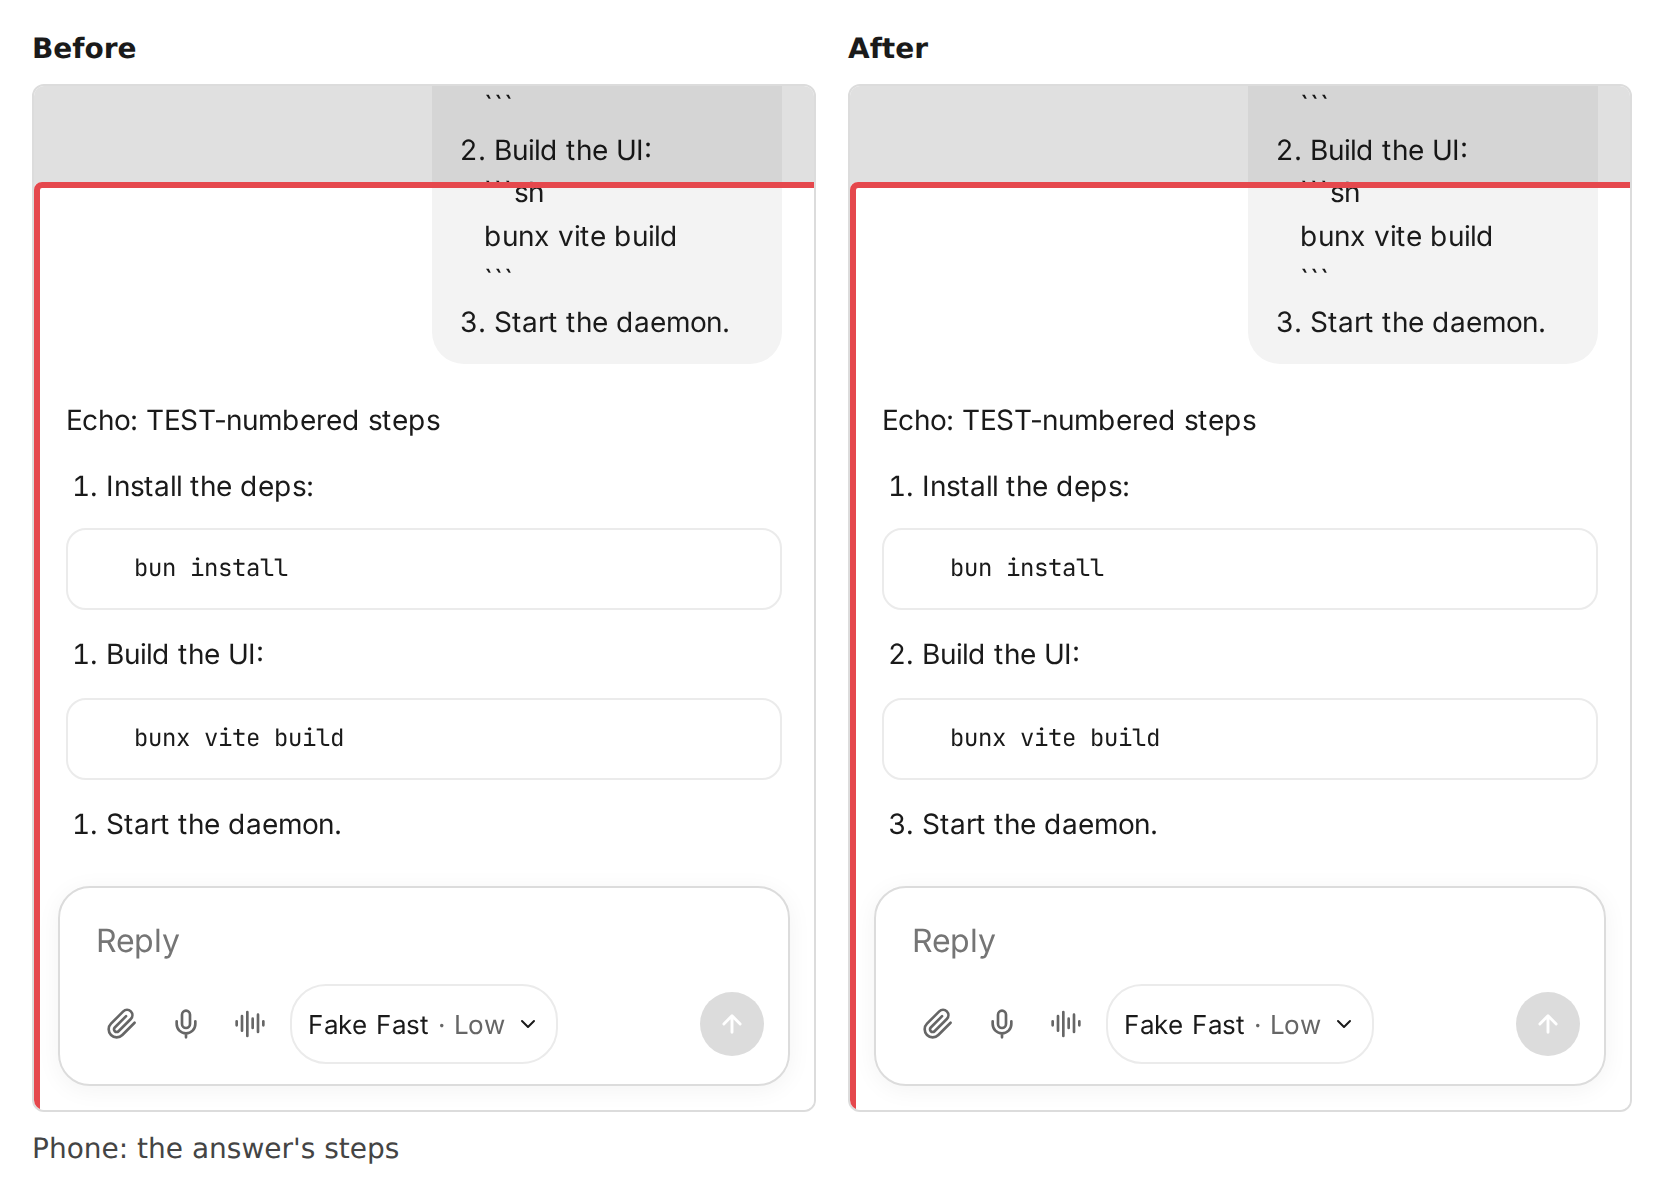 Before
```
2. Build the UI:
sh
bunx vite build
```
3. Start the daemon.
Echo: TEST-numbered steps
1. Install the deps:
bun install
1. Build the UI:
bunx vite build
1. Start the daemon.
Reply
Fake Fast · Low
After
```
2. Build the UI:
sh
bunx vite build
```
3. Start the daemon.
Echo: TEST-numbered steps
1. Install the deps:
bun install
2. Build the UI:
bunx vite build
3. Start the daemon.
Reply
Fake Fast · Low
Phone: the answer's steps